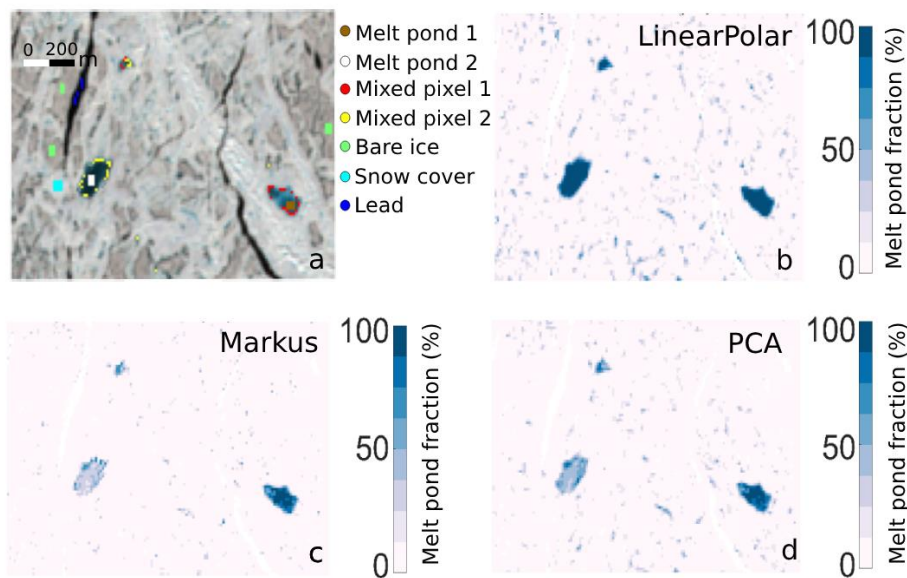 0 200
m
a
Melt pond 1
Melt pond 2
Mixed pixel 1
Mixed pixel 2
Bare ice
Snow cover
Lead
LinearPolar
b
100
50
0
Melt pond fraction (%)
Markus
c
100
50
0
Melt pond fraction (%)
PCA
d
100
50
0
Melt pond fraction (%)